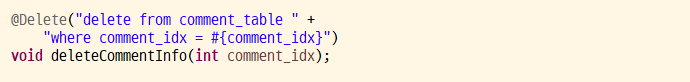 @Delete("delete from comment_table " +
"where comment_idx = #{comment_idx}")
void deleteCommentInfo(int comment_idx);